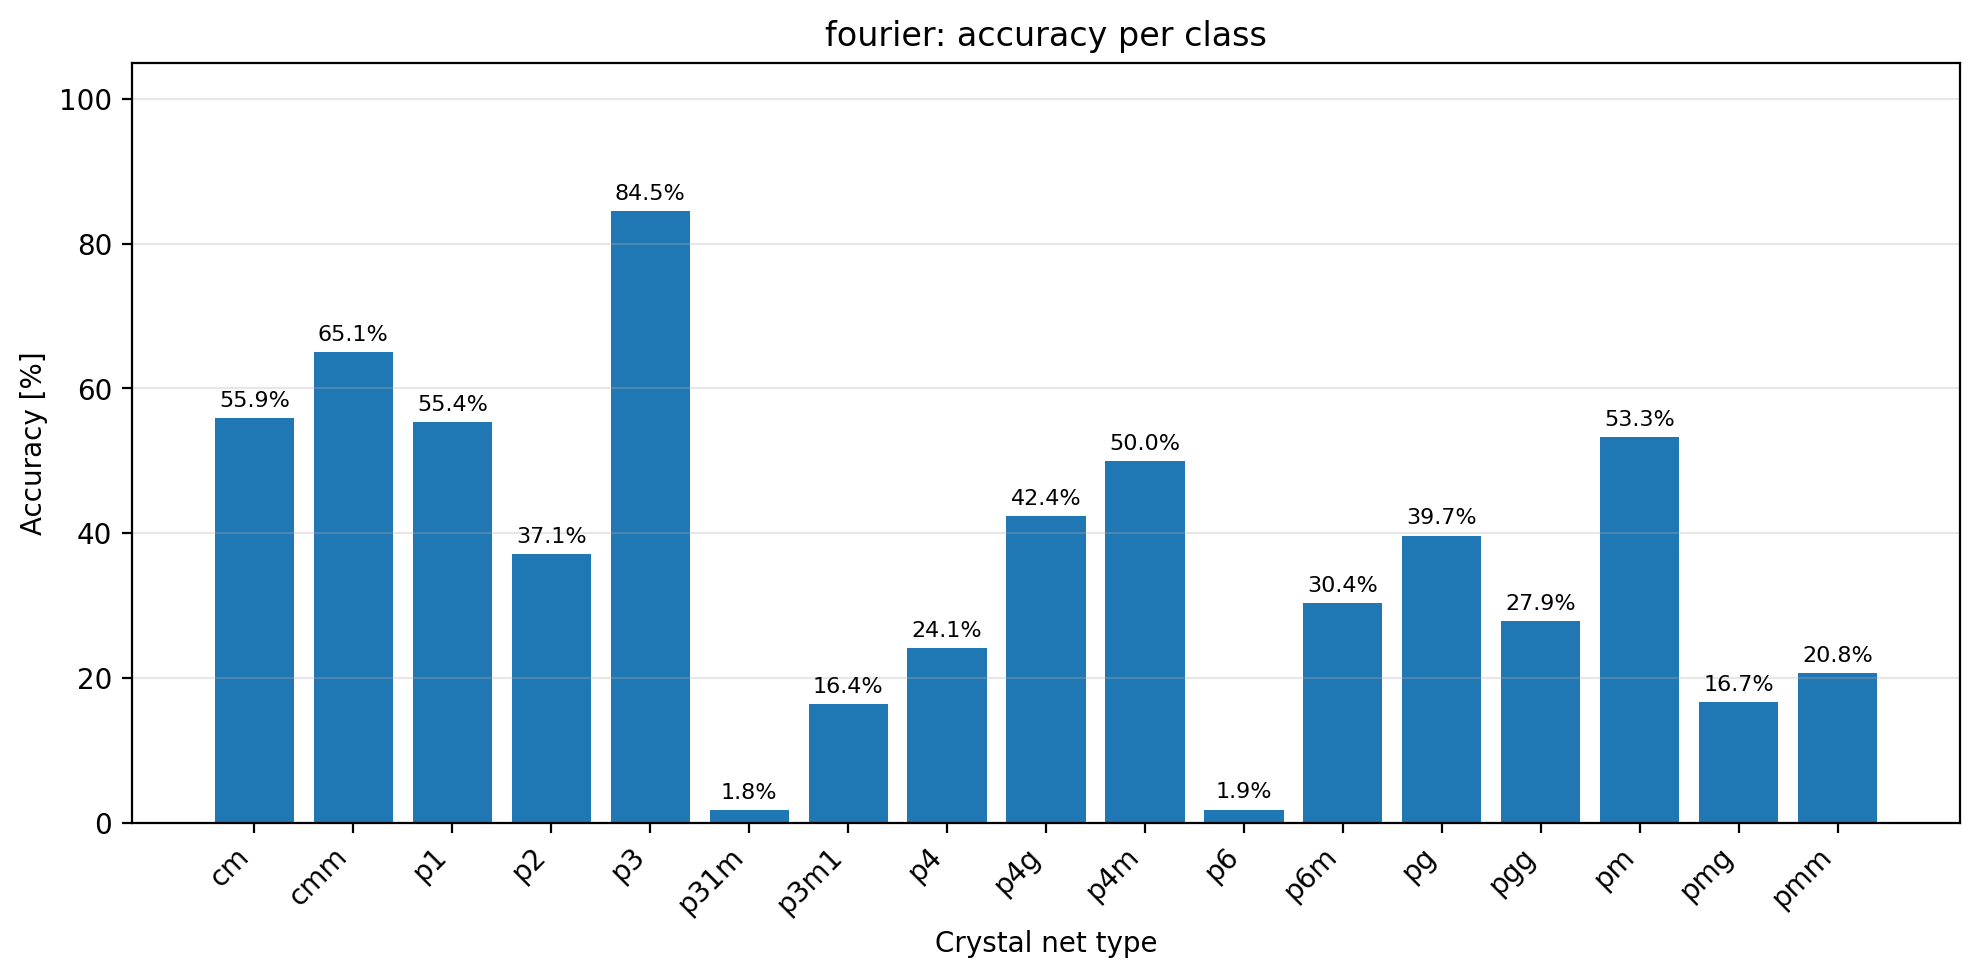 fourier: accuracy per class
Accuracy [%]
100
80
60
40
20
0
55.9%
65.1%
55.4%
37.1%
84.5%
1.8%
16.4%
24.1%
42.4%
50.0%
1.9%
30.4%
39.7%
27.9%
53.3%
16.7%
20.8%
cm
cmm
p1
p2
p3
p31m
p3m1
p4
p4g
p4m
p6
p6m
pg
pgg
pm
pmg
pmm
Crystal net type